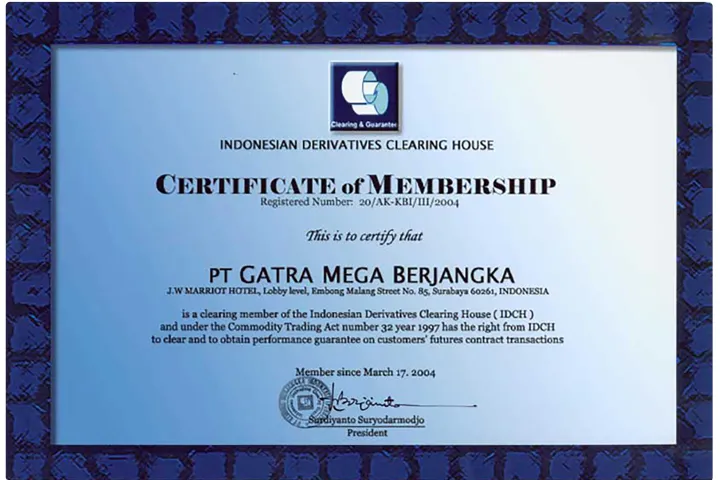 Clearing & Guarantee
INDONESIAN DERIVATIVES CLEARING HOUSE
CERTIFICATE of MEMBERSHIP
Registered Number: 20/AK-KBI/III/2004
This is to certify that
PT GATRA MEGA BERJANGKA
J.W MARRIOT HOTEL, Lobby level, Embong Malang Street No. 85, Surabaya 60261, INDONESIA
is a clearing member of the Indonesian Derivatives Clearing House ( IDCH )
and under the Commodity Trading Act number 32 year 1997 has the right from IDCH
to clear and to obtain performance guarantee on customers' futures contract transactions
Member since March 17. 2004
Surdiyanto Suryodarmodjo
President